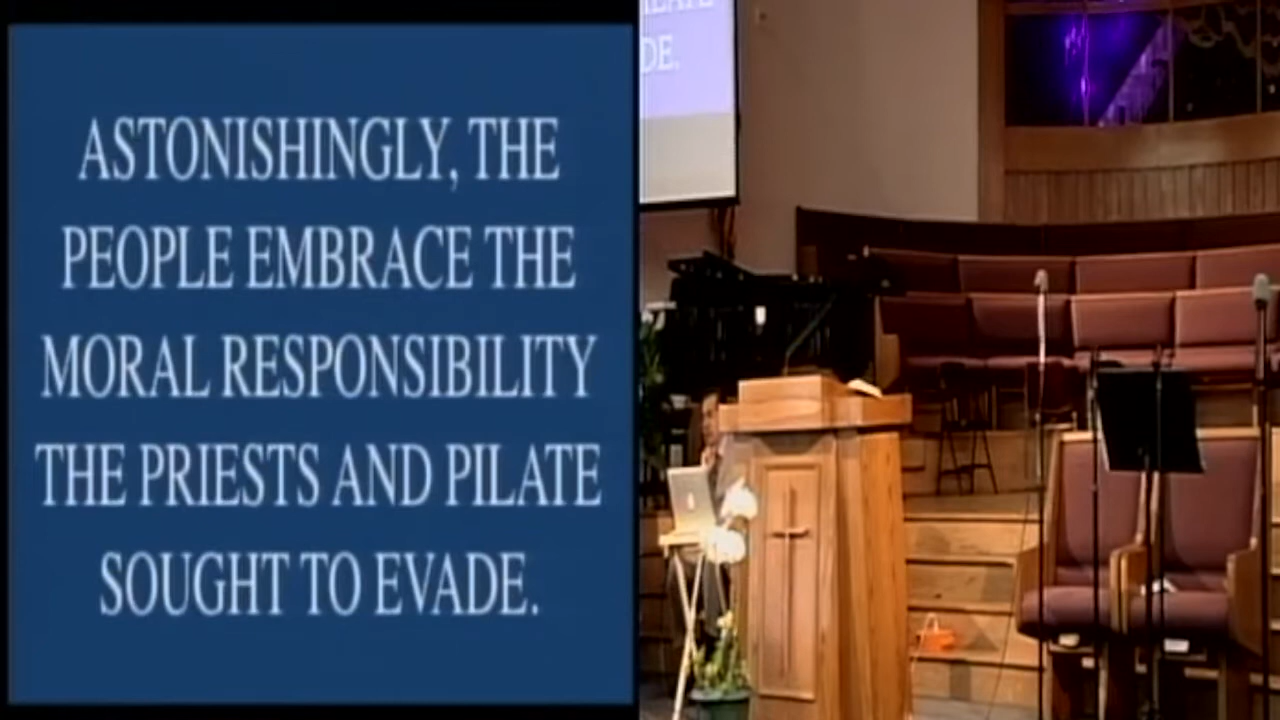 ASTONISHINGLY, THE
PEOPLE EMBRACE THE
MORAL RESPONSIBILITY
THE PRIESTS AND PILATE
SOUGHT TO EVADE.
DE.